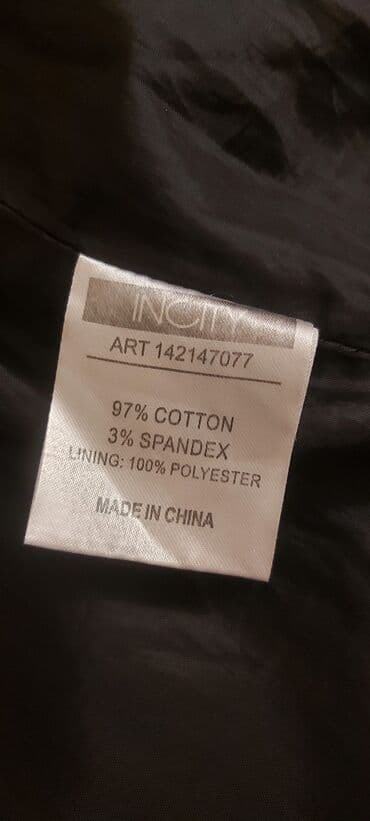 INCITY
ART 142147077
97% COTTON
3% SPANDEX
LINING: 100% POLYESTER
MADE IN CHINA